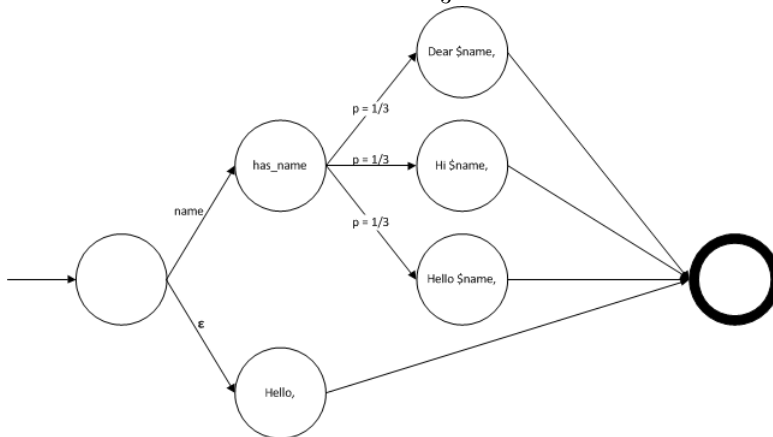 Dear $name,
p = 1/3
has_name
p = 1/3
Hi $name,
name
p = 1/3
Hello $name,
ε
Hello,